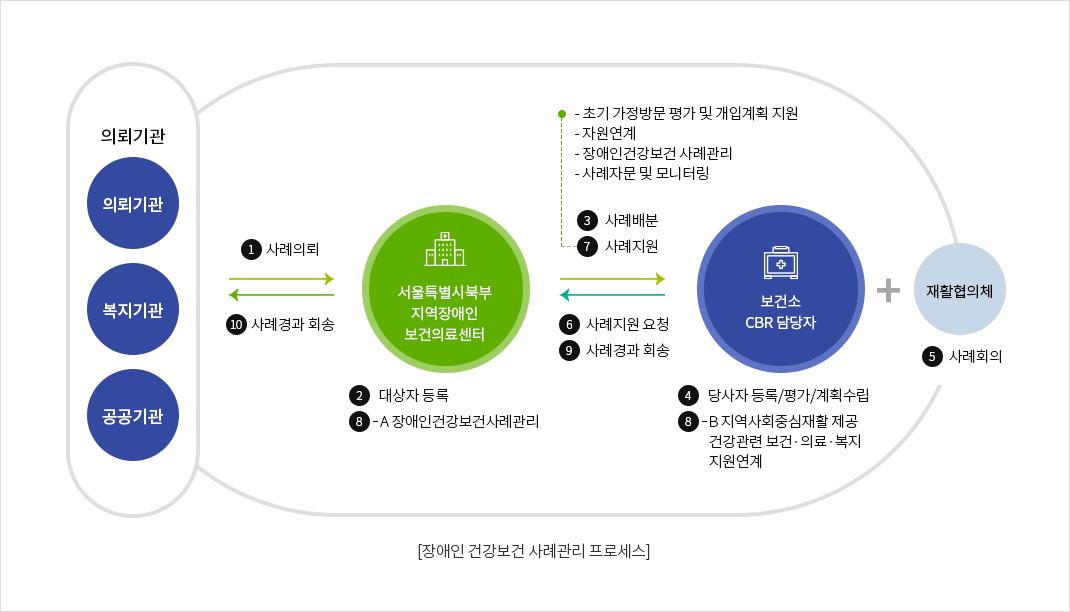 의뢰기관
의뢰기관
복지기관
공공기관
1 사례의뢰
10 사례경과 회송
서울특별시북부
지역장애인
보건의료센터
2 대상자 등록
8 -A 장애인건강보건사례관리
- 초기 가정방문 평가 및 개입계획 지원
- 자원연계
- 장애인건강보건 사례관리
- 사례자문 및 모니터링
3 사례배분
7 사례지원
6 사례지원 요청
9 사례경과 회송
보건소
CBR 담당자
4 당사자 등록/평가/계획수립
8 -B 지역사회중심재활 제공
건강관련 보건·의료·복지
지원연계
재활협의체
5 사례회의
[장애인 건강보건 사례관리 프로세스]